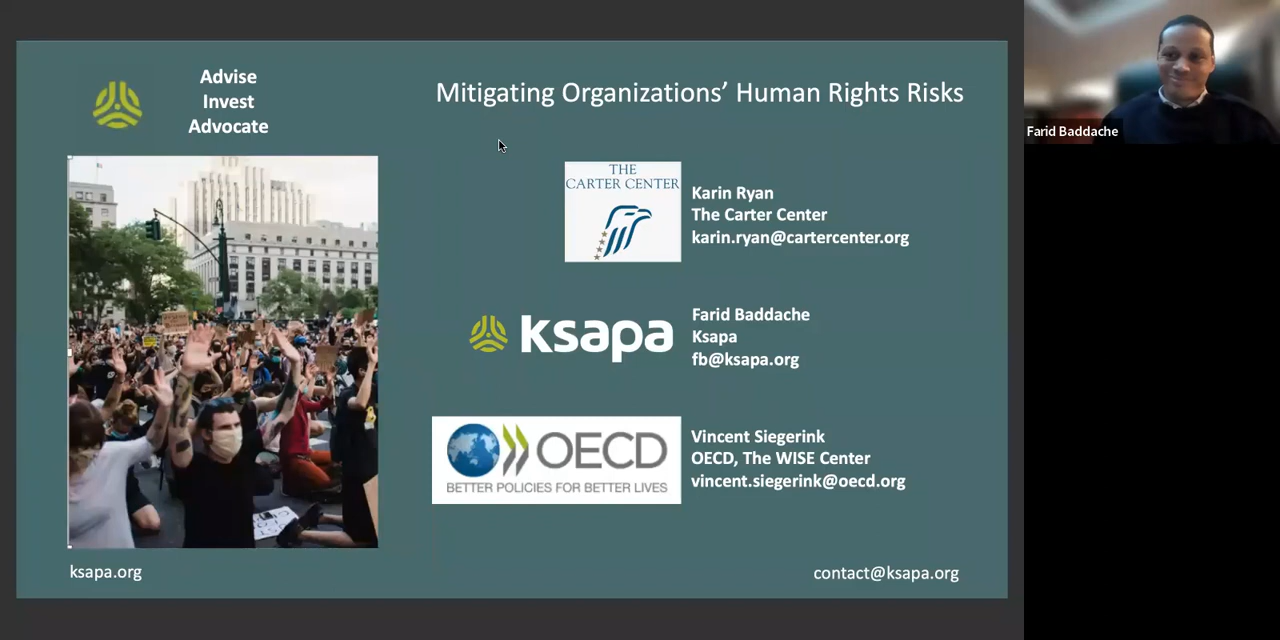 Advise
Invest
Advocate
Mitigating Organizations’ Human Rights Risks
THE
CARTER CENTER
Karin Ryan
The Carter Center
karin.ryan@cartercenter.org
ksapa
Farid Baddache
Ksapa
fb@ksapa.org
OECD
BETTER POLICIES FOR BETTER LIVES
Vincent Siegerink
OECD, The WISE Center
vincent.siegerink@oecd.org
ksapa.org
contact@ksapa.org
Farid Baddache